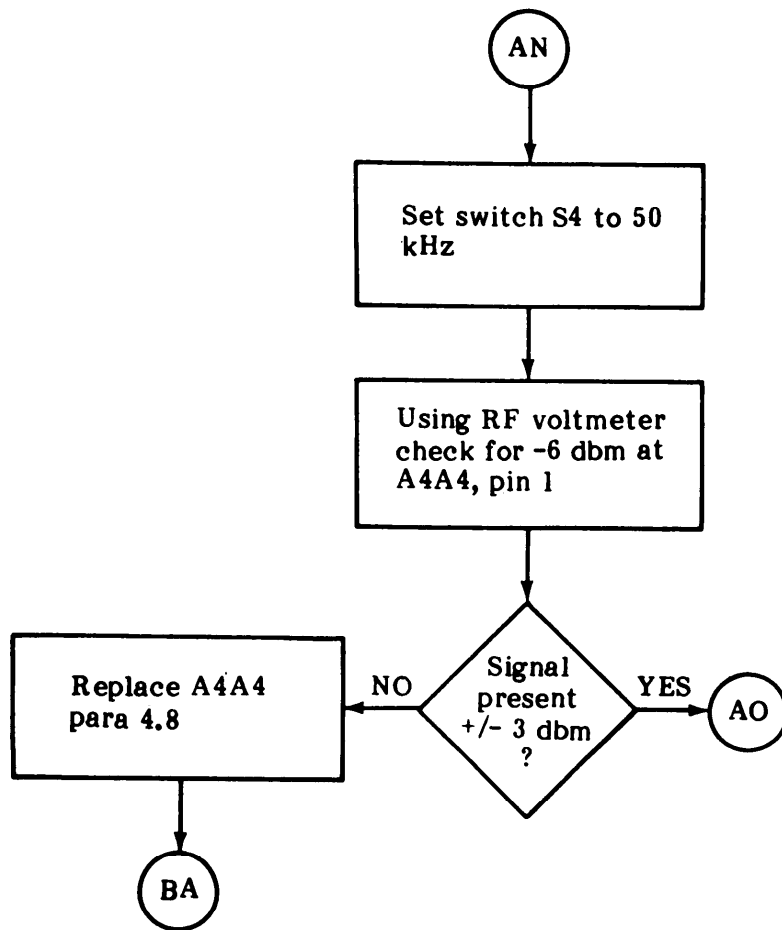 AN
Set switch S4 to 50
kHz
Using RF voltmeter
check for -6 dbm at
A4A4, pin 1
Signal
present
+/- 3 dbm
?
NO
YES
AO
Replace A4A4
para 4.8
BA